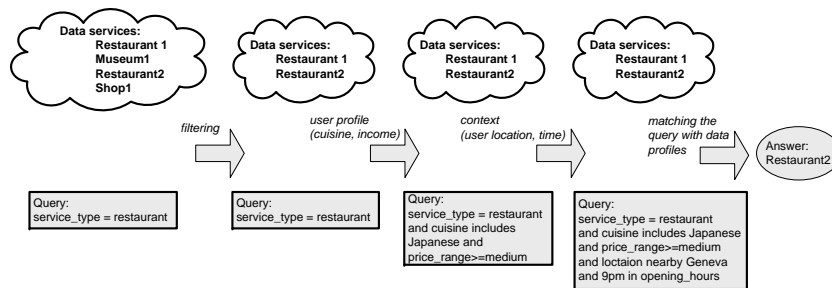 Data services:
Restaurant 1
Museum1
Restaurant2
Shop1
Data services:
Restaurant 1
Restaurant2
Data services:
Restaurant 1
Restaurant2
Data services:
Restaurant 1
Restaurant2
filtering
user profile
(cuisine, income)
context
(user location, time)
matching the
query with data
profiles
Answer:
Restaurant2
Query:
service_type = restaurant
Query:
service_type = restaurant
Query:
service_type = restaurant
and cuisine includes
Japanese and
price_range>=medium
Query:
service_type = restaurant
and cuisine includes Japanese
and price_range>=medium
and loctaion nearby Geneva
and 9pm in opening_hours